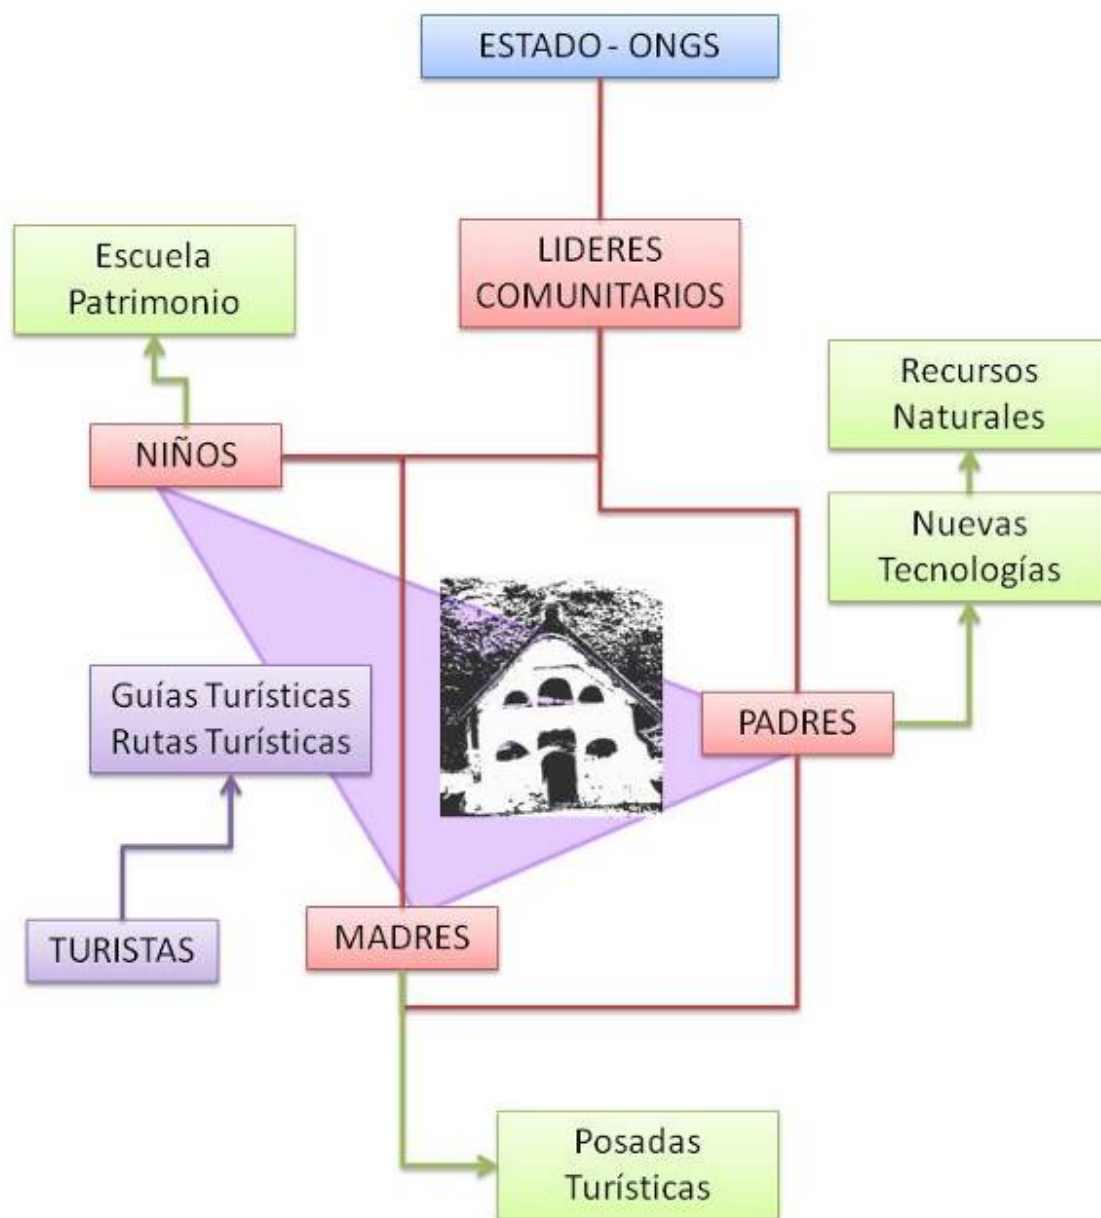 ESTADO - ONGS
LIDERES
COMUNITARIOS
Escuela
Patrimonio
Recursos
Naturales
NIÑOS
Nuevas
Tecnologías
Guías Turísticas
Rutas Turísticas
PADRES
TURISTAS
MADRES
Posadas
Turísticas